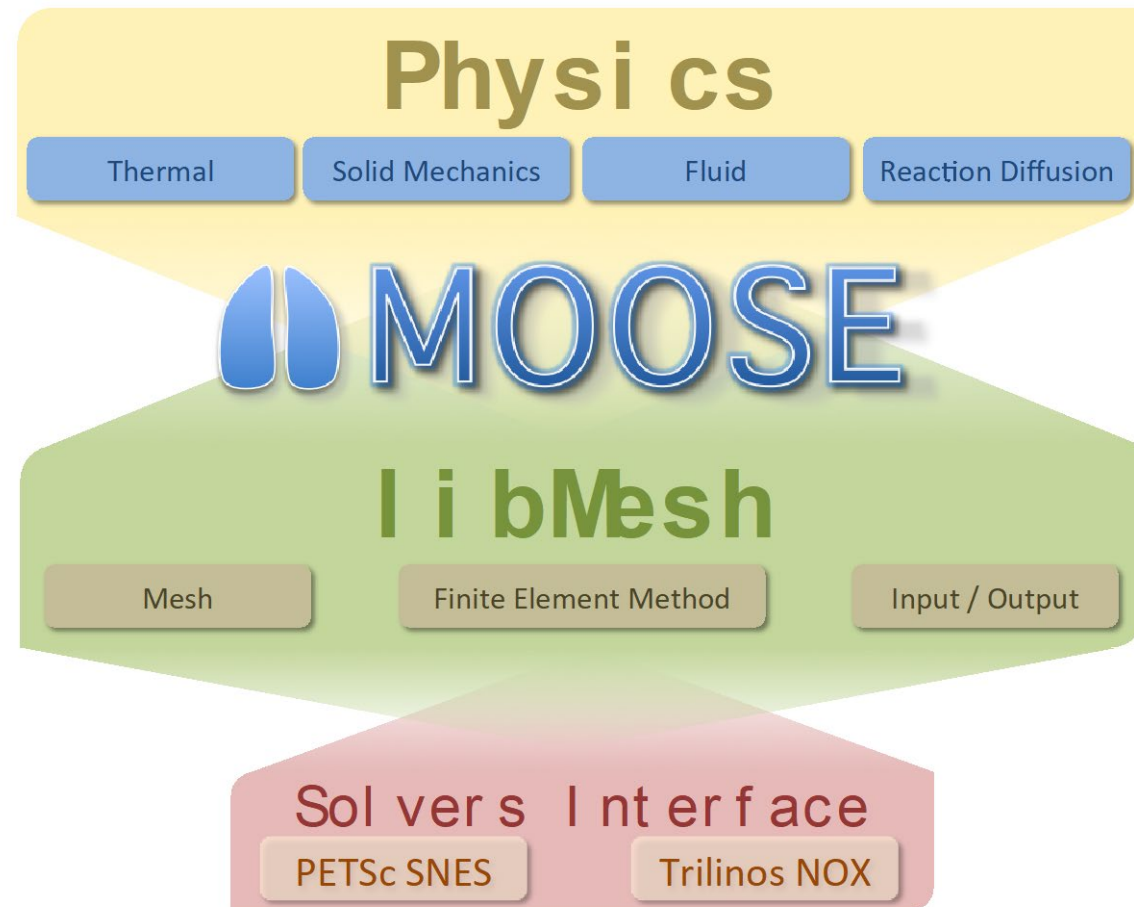 Physics
Thermal Solid Mechanics Fluid Reaction Diffusion
MOOSE
libMesh
Mesh Finite Element Method Input / Output
Solvers Interface
PETSc SNES Trilinos NOX